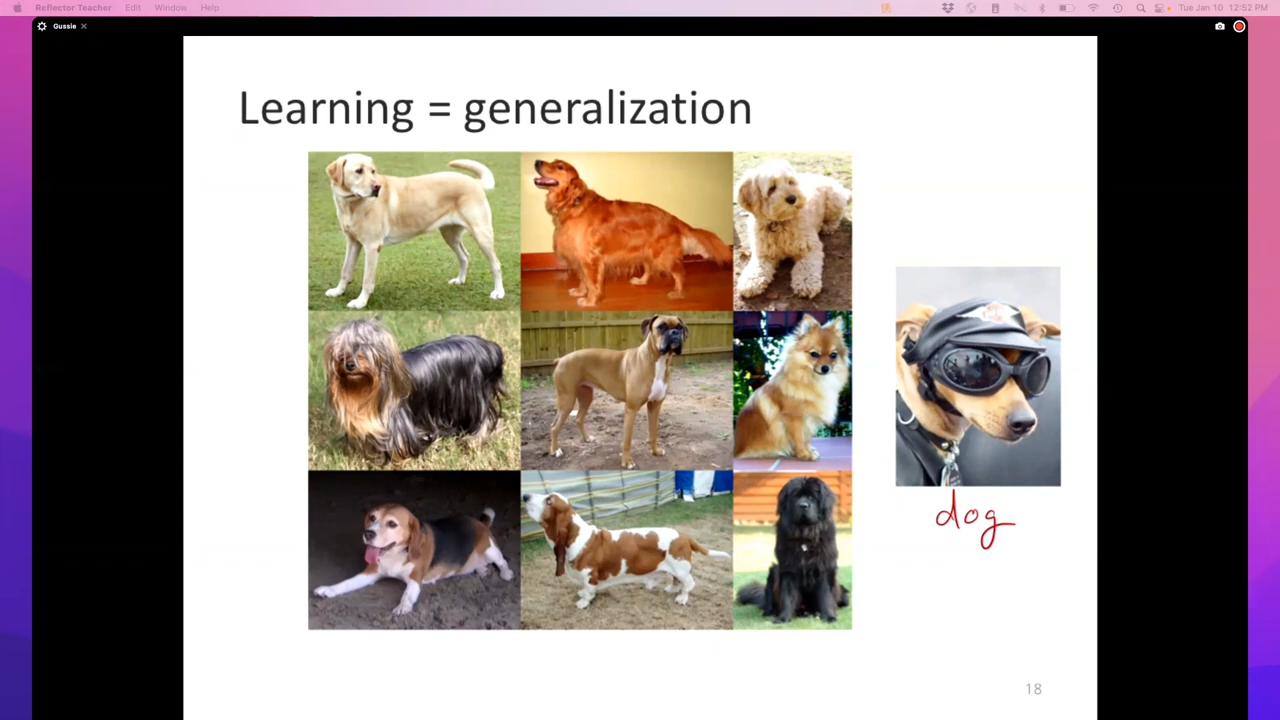 Reflector Teacher Edit Window Help
Tue Jan 10 12:52 PM
Gussie
Learning = generalization
dog
18